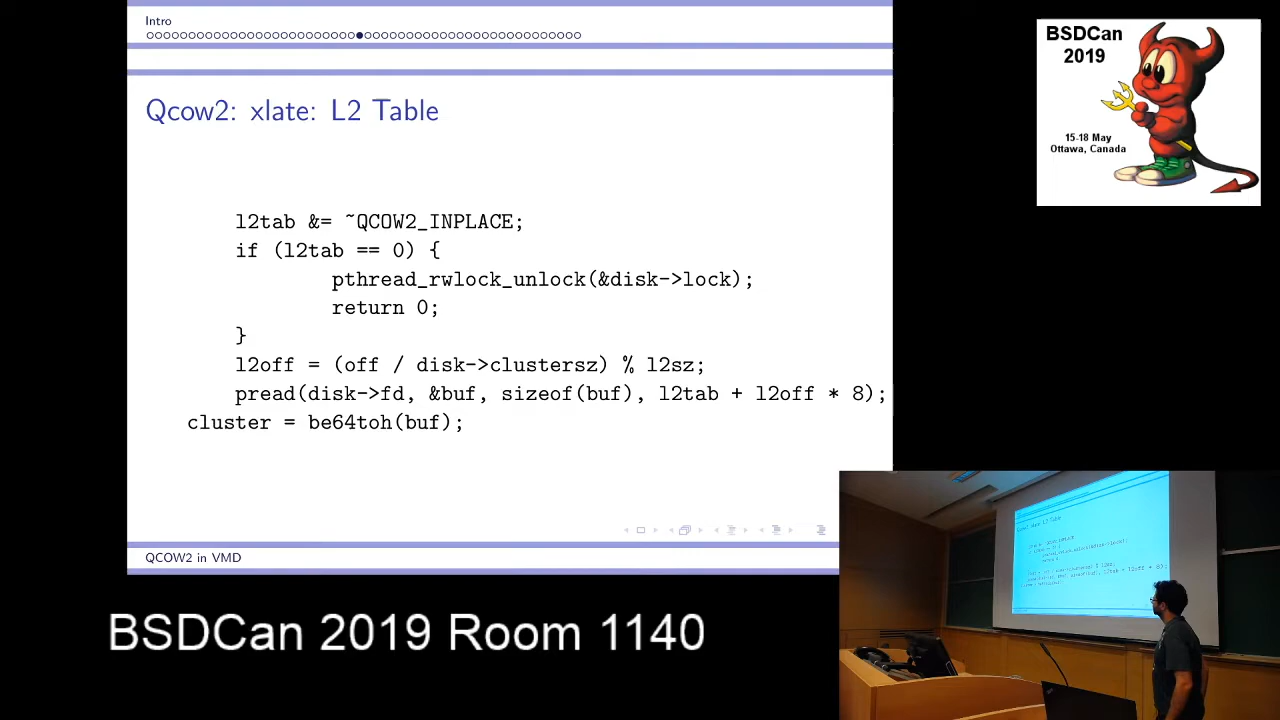 Intro
Qcow2: xlate: L2 Table
l2tab &= ~QCOW2_INPLACE;
if (l2tab == 0) {
pthread_rwlock_unlock(&disk->lock);
return 0;
}
l2off = (off / disk->clustersz) % l2sz;
pread(disk->fd, &buf, sizeof(buf), l2tab + l2off * 8);
cluster = be64toh(buf);
QCOW2 in VMD
BSDCan
2019
15-18 May
Ottawa, Canada
BSDCan 2019 Room 1140